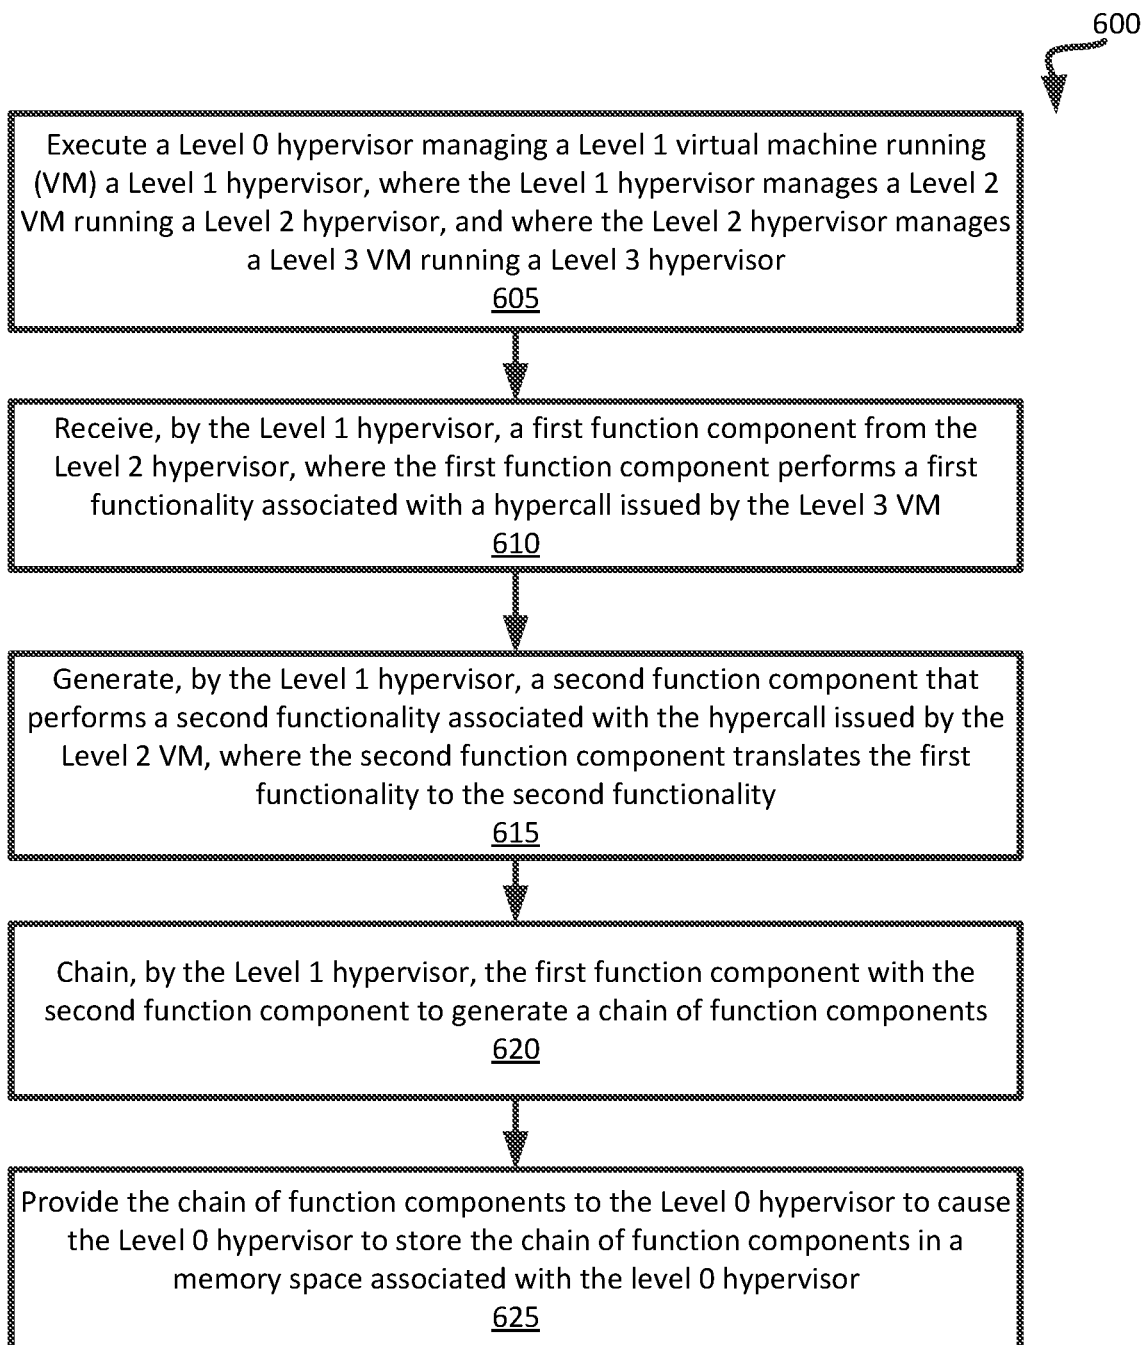 600
Execute a Level 0 hypervisor managing a Level 1 virtual machine running
(VM) a Level 1 hypervisor, where the Level 1 hypervisor manages a Level 2
VM running a Level 2 hypervisor, and where the Level 2 hypervisor manages
a Level 3 VM running a Level 3 hypervisor
605
Receive, by the Level 1 hypervisor, a first function component from the
Level 2 hypervisor, where the first function component performs a first
functionality associated with a hypercall issued by the Level 3 VM
610
Generate, by the Level 1 hypervisor, a second function component that
performs a second functionality associated with the hypercall issued by the
Level 2 VM, where the second function component translates the first
functionality to the second functionality
615
Chain, by the Level 1 hypervisor, the first function component with the
second function component to generate a chain of function components
620
Provide the chain of function components to the Level 0 hypervisor to cause
the Level 0 hypervisor to store the chain of function components in a
memory space associated with the level 0 hypervisor
625